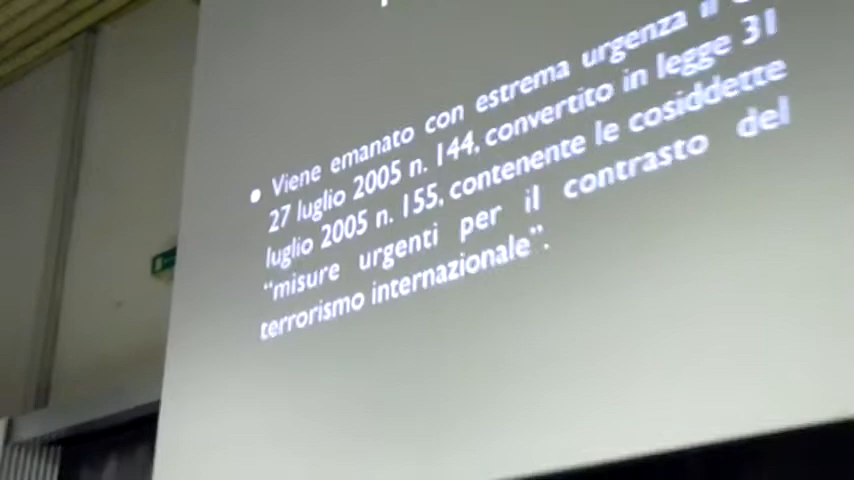 • Viene emanato con estrema urgenza il
27 luglio 2005 n. 144, convertito in legge 31
luglio 2005 n. 155, contenente le cosiddette
“misure urgenti per il contrasto del
terrorismo internazionale”.